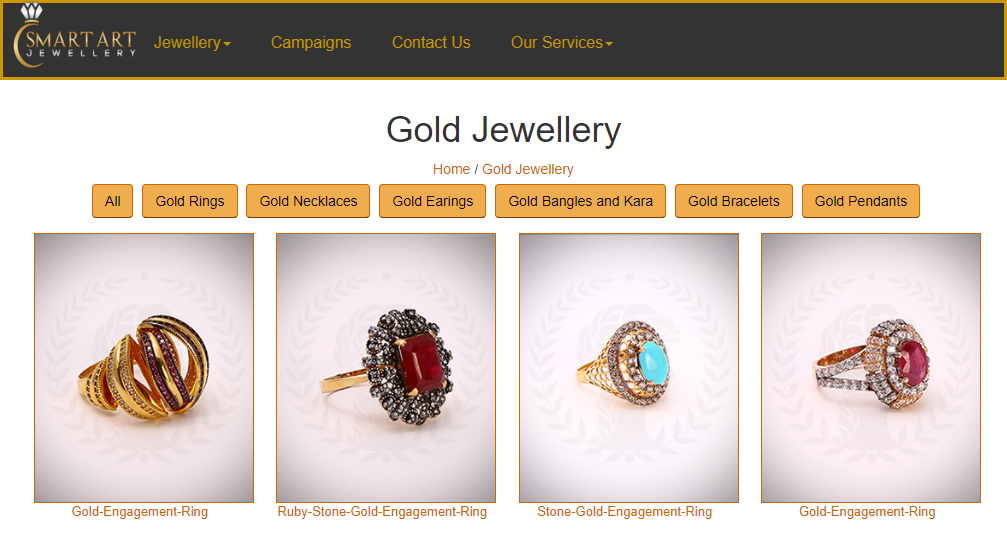 SMART ART
JEWELLERY
Jewellery
Campaigns
Contact Us
Our Services
Gold Jewellery
Home / Gold Jewellery
All
Gold Rings
Gold Necklaces
Gold Earings
Gold Bangles and Kara
Gold Bracelets
Gold Pendants
Gold-Engagement-Ring
Ruby-Stone-Gold-Engagement-Ring
Stone-Gold-Engagement-Ring
Gold-Engagement-Ring